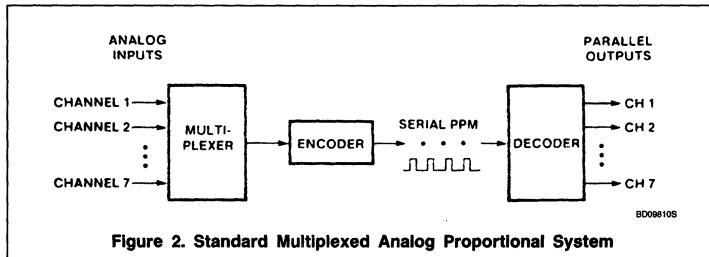 ANALOG
INPUTS
PARALLEL
OUTPUTS
CHANNEL 1
CHANNEL 2
CHANNEL 7
MULTI-
PLEXER
ENCODER
SERIAL PPM
DECODER
CH 1
CH 2
CH 7
BD09810S
Figure 2. Standard Multiplexed Analog Proportional System